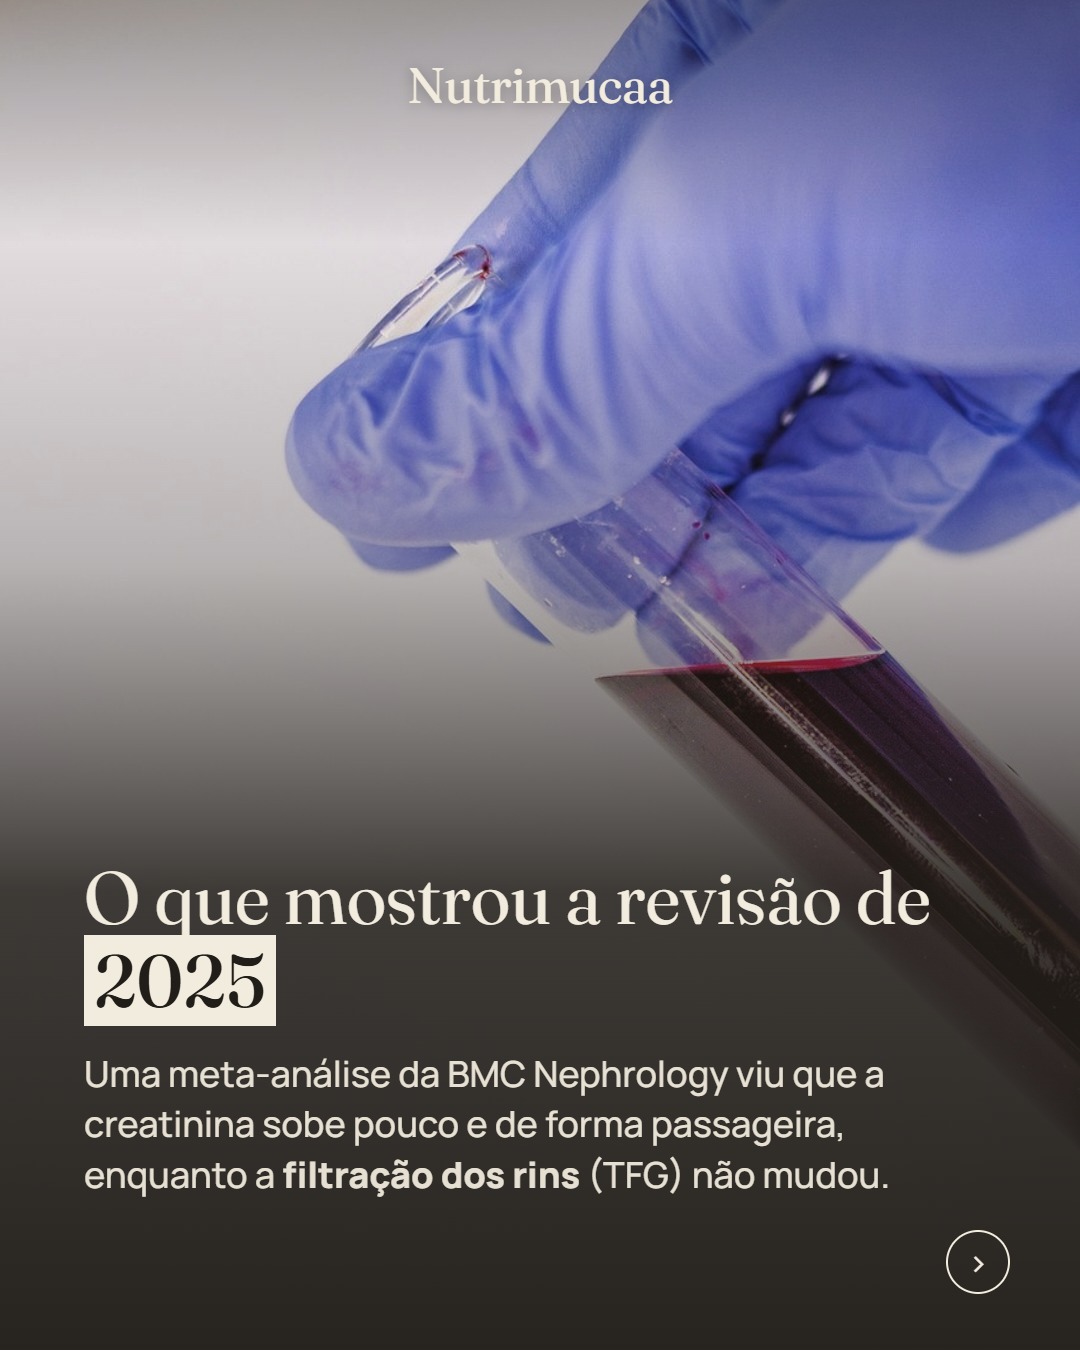 Nutrimucaa
O que mostrou a revisão de
2025
Uma meta-análise da BMC Nephrology viu que a
creatinina sobe pouco e de forma passageira,
enquanto a filtração dos rins (TFG) não mudou.